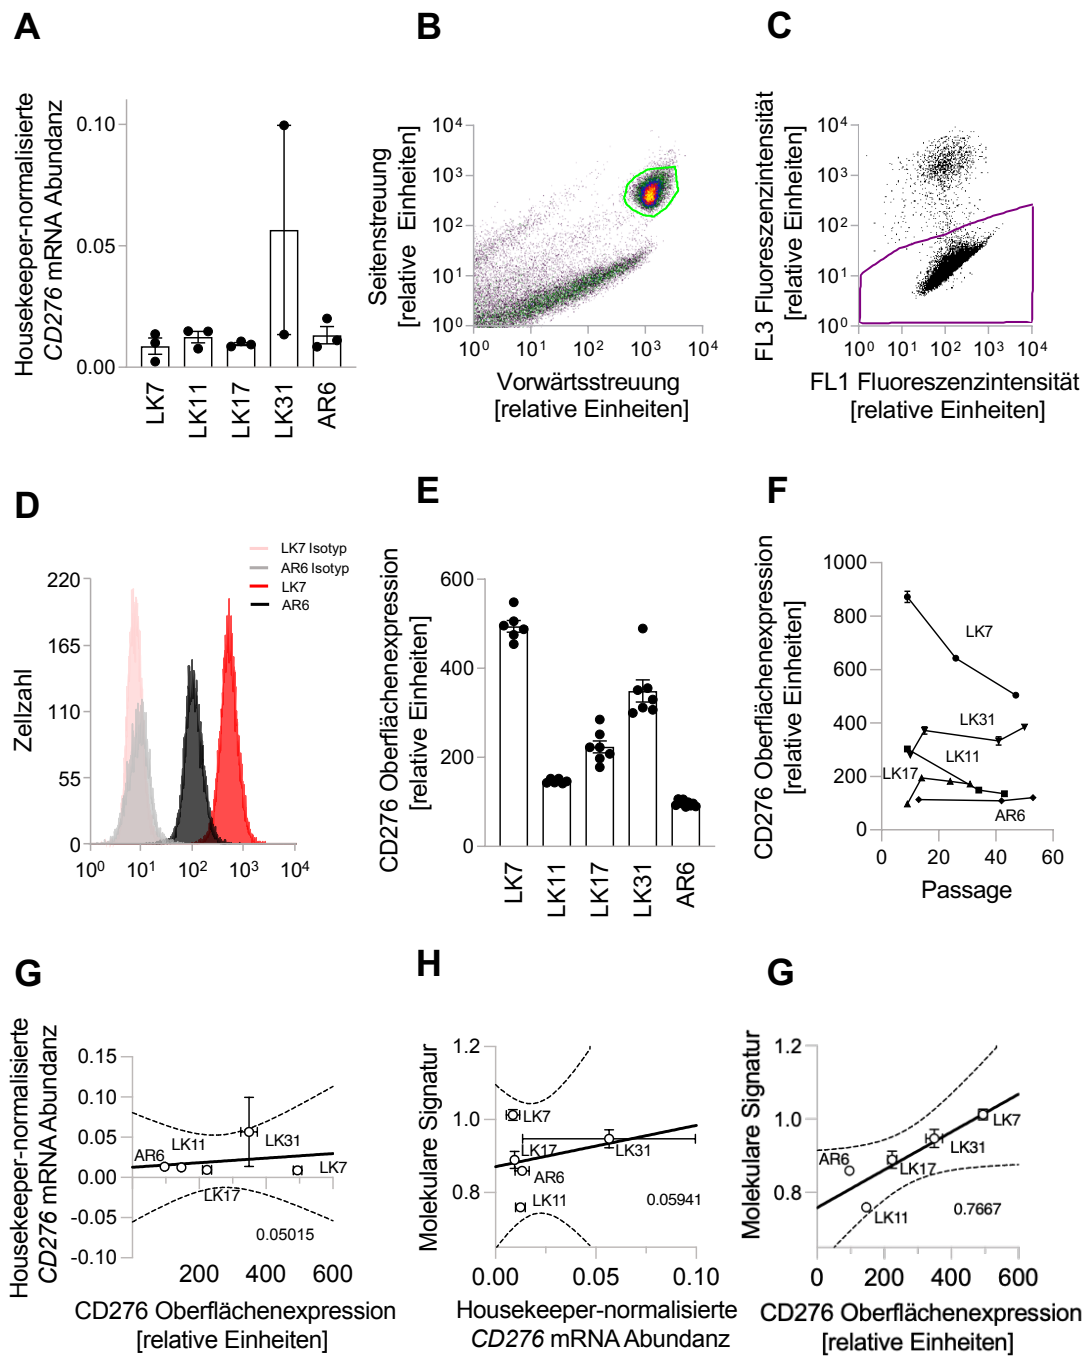 A
Housekeeper-normalisierte
CD276 mRNA Abundanz
0.10
0.05
0.00
LK7
LK11
LK17
LK31
AR6
B
Seitenstreuung
[relative Einheiten]
10⁴
10³
10²
10¹
10⁰
10⁰ 10¹ 10² 10³ 10⁴
Vorwärtsstreuung
[relative Einheiten]
C
FL3 Fluoreszenzintensität
[relative Einheiten]
10⁴
10³
10²
10¹
10⁰
10⁰ 10¹ 10² 10³ 10⁴
FL1 Fluoreszenzintensität
[relative Einheiten]
D
LK7 Isotyp
AR6 Isotyp
LK7
AR6
Zellzahl
220
165
110
55
0
10⁰ 10¹ 10² 10³ 10⁴
E
CD276 Oberflächenexpression
[relative Einheiten]
600
400
200
0
LK7
LK11
LK17
LK31
AR6
F
CD276 Oberflächenexpression
[relative Einheiten]
1000
800
600
400
200
0
LK7
LK31
LK11
LK17
AR6
0 20 40 60
Passage
G
Housekeeper-normalisierte
CD276 mRNA Abundanz
0.15
0.10
0.05
0.00
-0.05
-0.10
AR6
LK11
LK31
LK7
LK17
0.05015
200 400 600
CD276 Oberflächenexpression
[relative Einheiten]
H
Molekulare Signatur
1.2
1.0
0.8
LK7
LK17
LK31
AR6
LK11
0.05941
0.00 0.05 0.10
Housekeeper-normalisierte
CD276 mRNA Abundanz
G
Molekulare Signatur
1.2
1.0
0.8
AR6
LK7
LK31
LK17
LK11
0.7667
0 200 400 600
CD276 Oberflächenexpression
[relative Einheiten]